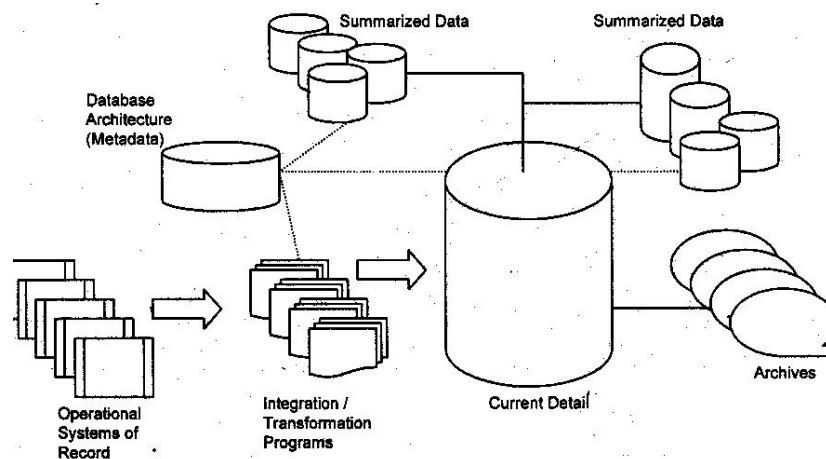 Summarized Data
Summarized Data
Database
Architecture
(Metadata)
Operational
Systems of
Record
Integration /
Transformation
Programs
Current Detail
Archives